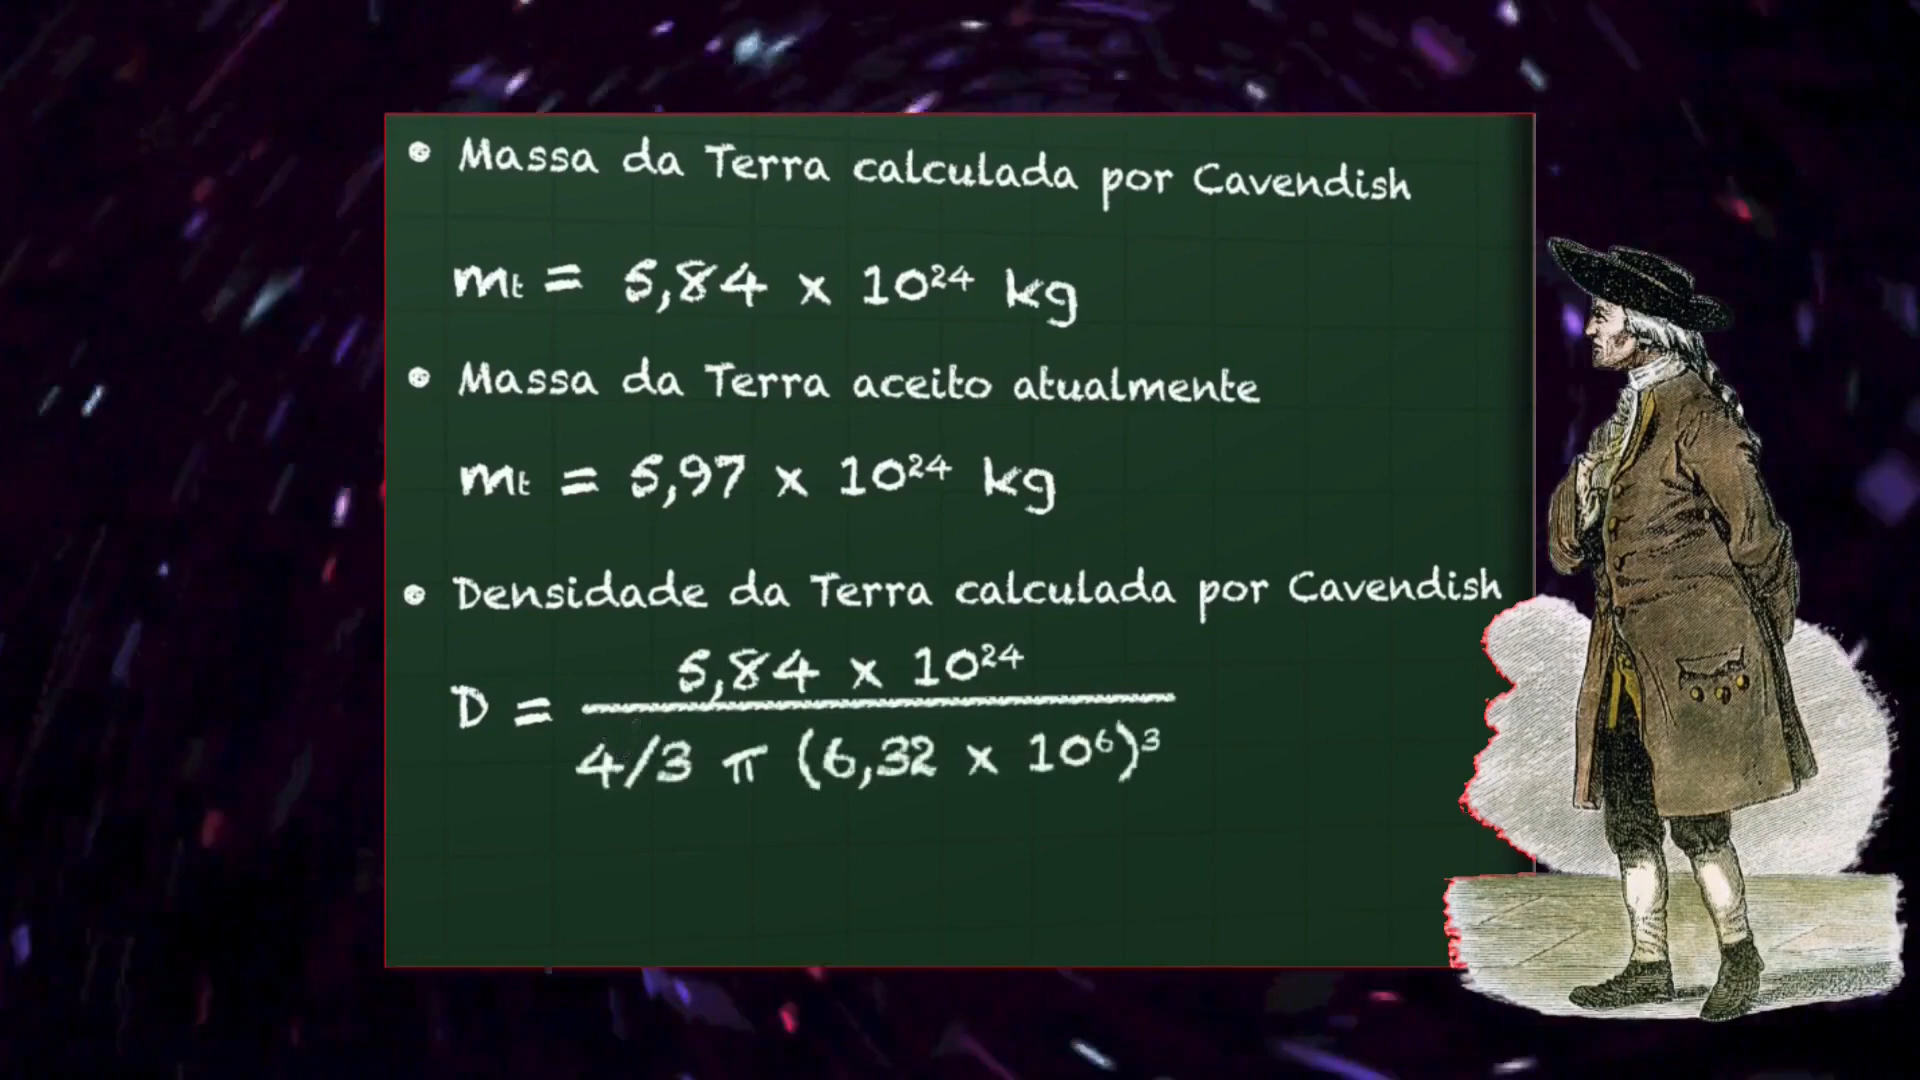 • Massa da Terra calculada por Cavendish
mt = 5,84 x 10²⁴ kg
• Massa da Terra aceito atualmente
mt = 5,97 x 10²⁴ kg
• Densidade da Terra calculada por Cavendish
5,84 x 10²⁴
D =
4/3 π (6,32 x 10⁶)³